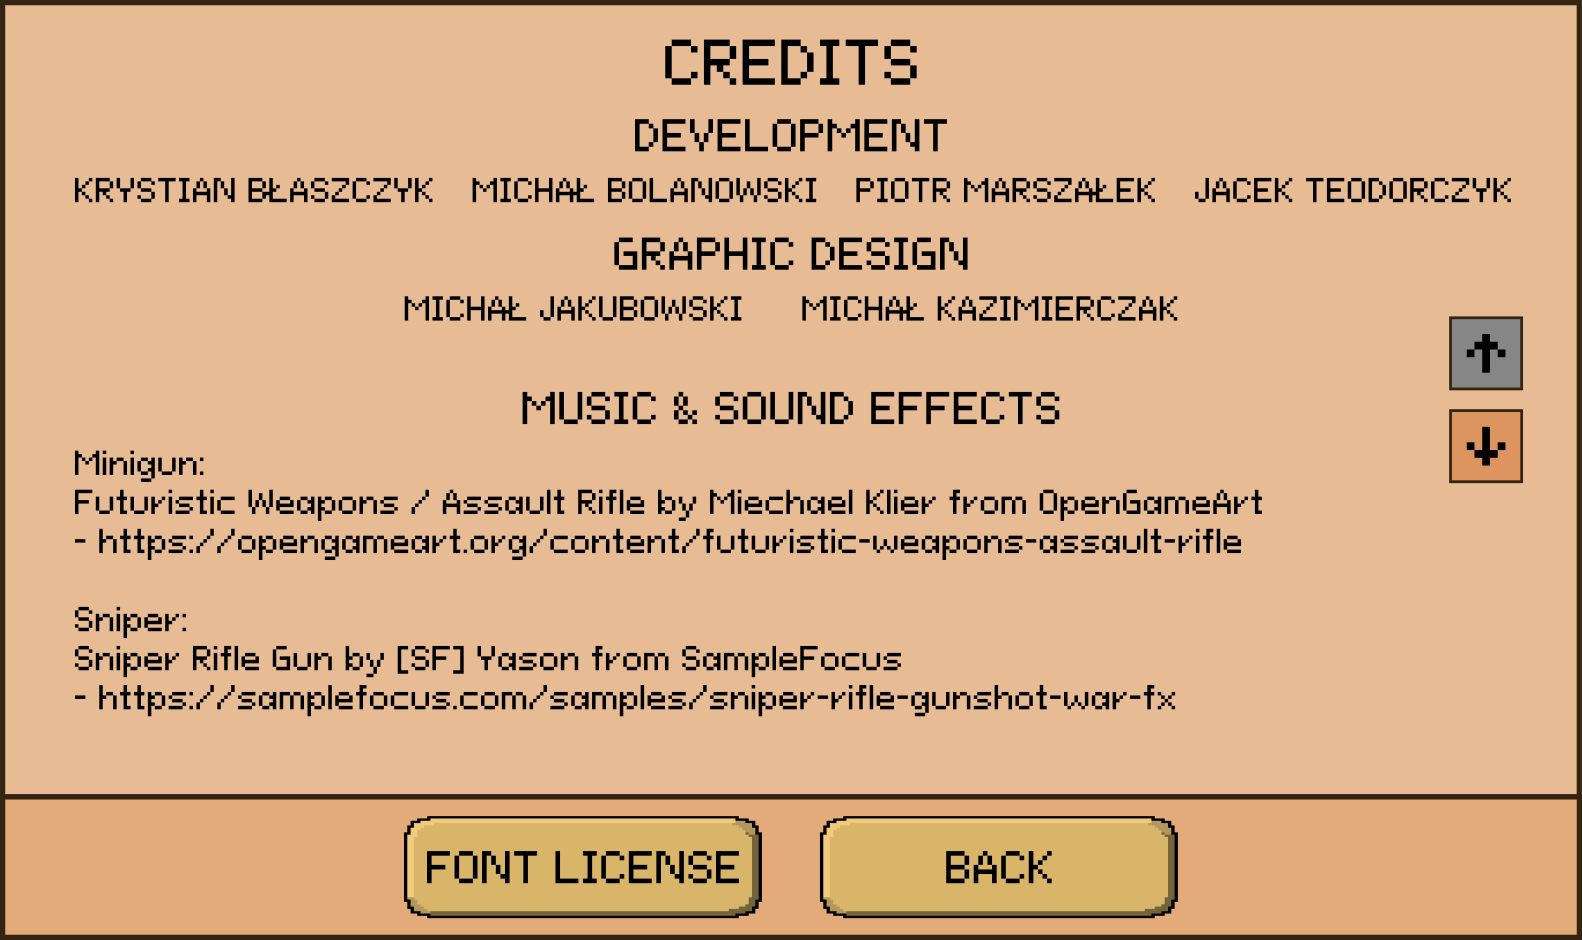 CREDITS
DEVELOPMENT
KRYSTIAN BŁASZCZYK MICHAŁ BOLANOWSKI PIOTR MARSZAŁEK JACEK TEODORCZYK
GRAPHIC DESIGN
MICHAŁ JAKUBOWSKI MICHAŁ KAZIMIERCZAK
MUSIC & SOUND EFFECTS
Minigun:
Futuristic Weapons / Assault Rifle by Miechael Klier from OpenGameArt
- https://opengameart.org/content/futuristic-weapons-assault-rifle
Sniper:
Sniper Rifle Gun by [SF] Yason from SampleFocus
- https://samplefocus.com/samples/sniper-rifle-gunshot-war-fx
FONT LICENSE
BACK